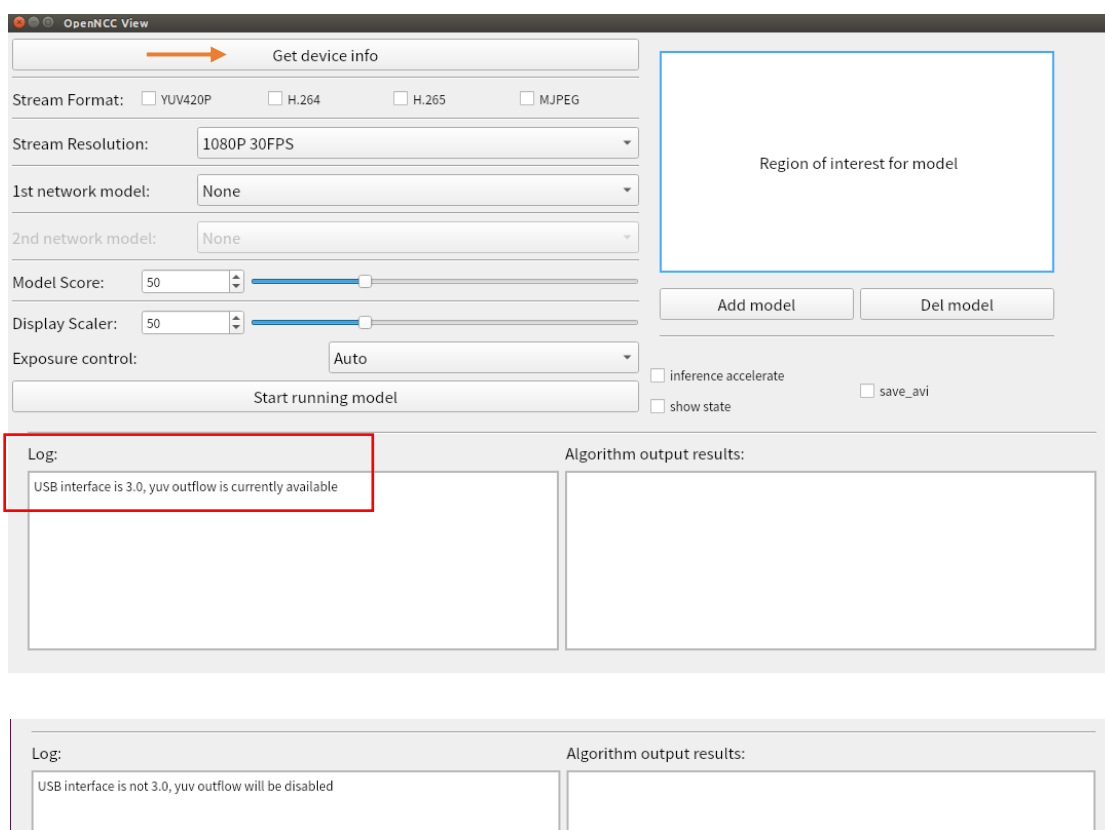 OpenNCC View
Get device info
Stream Format: YUV420P H.264 H.265 MJPEG
Stream Resolution: 1080P 30FPS
1st network model: None
2nd network model: None
Model Score: 50
Display Scaler: 50
Exposure control: Auto
Start running model
Region of interest for model
Add model Del model
inference accelerate
show state
save_avi
Log:
USB interface is 3.0, yuv outflow is currently available
Algorithm output results:
Log:
USB interface is not 3.0, yuv outflow will be disabled
Algorithm output results: